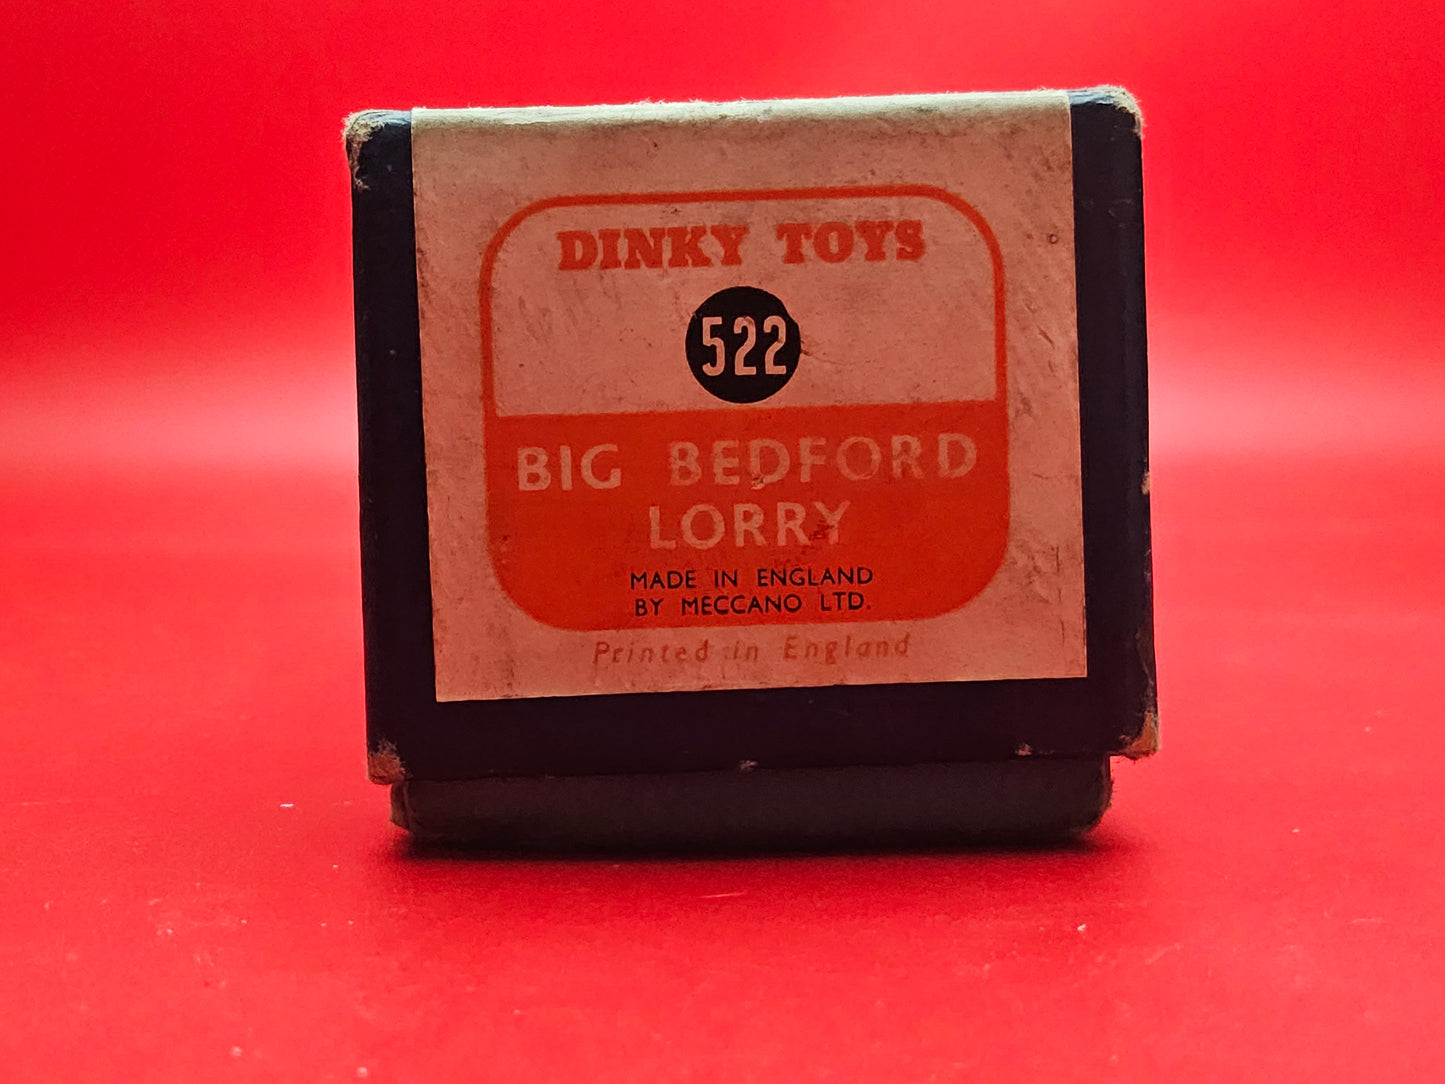 DINKY TOYS
522
BIG BEDFORD
LORRY
MADE IN ENGLAND
BY MECCANO LTD.
Printed in England